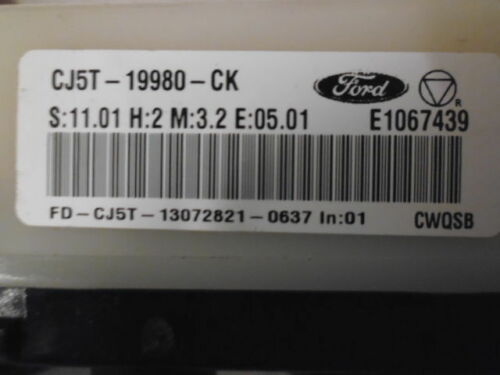 CJ5T-19980-CK
Ford
R
S:11.01 H:2 M:3.2 E:05.01 E1067439
FD-CJ5T-13072821-0637 In:01 CWQSB